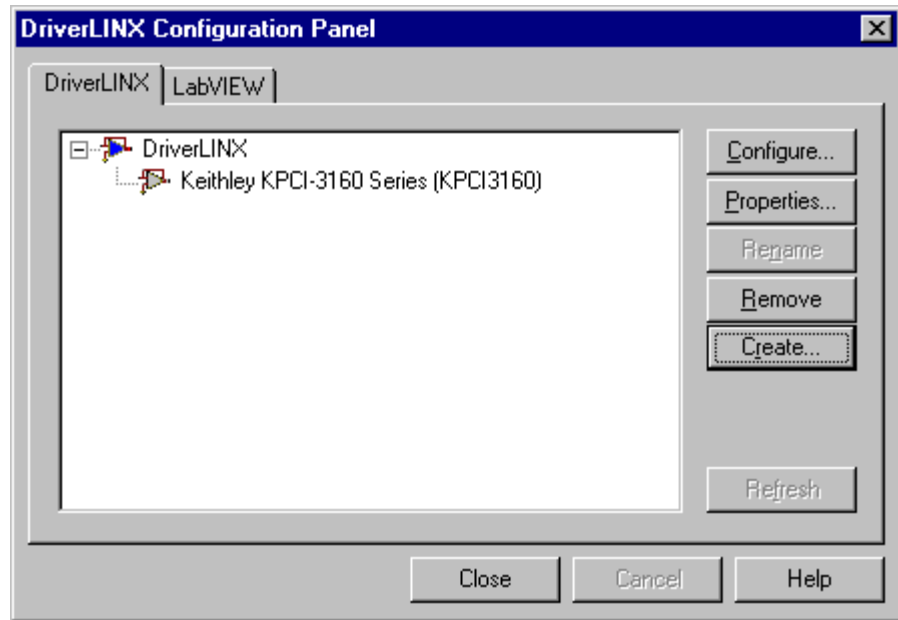 DriverLINX Configuration Panel
DriverLINX
LabVIEW
DriverLINX
Keithley KPCI-3160 Series (KPCI3160)
Configure...
Properties...
Rename
Remove
Create...
Refresh
Close
Cancel
Help